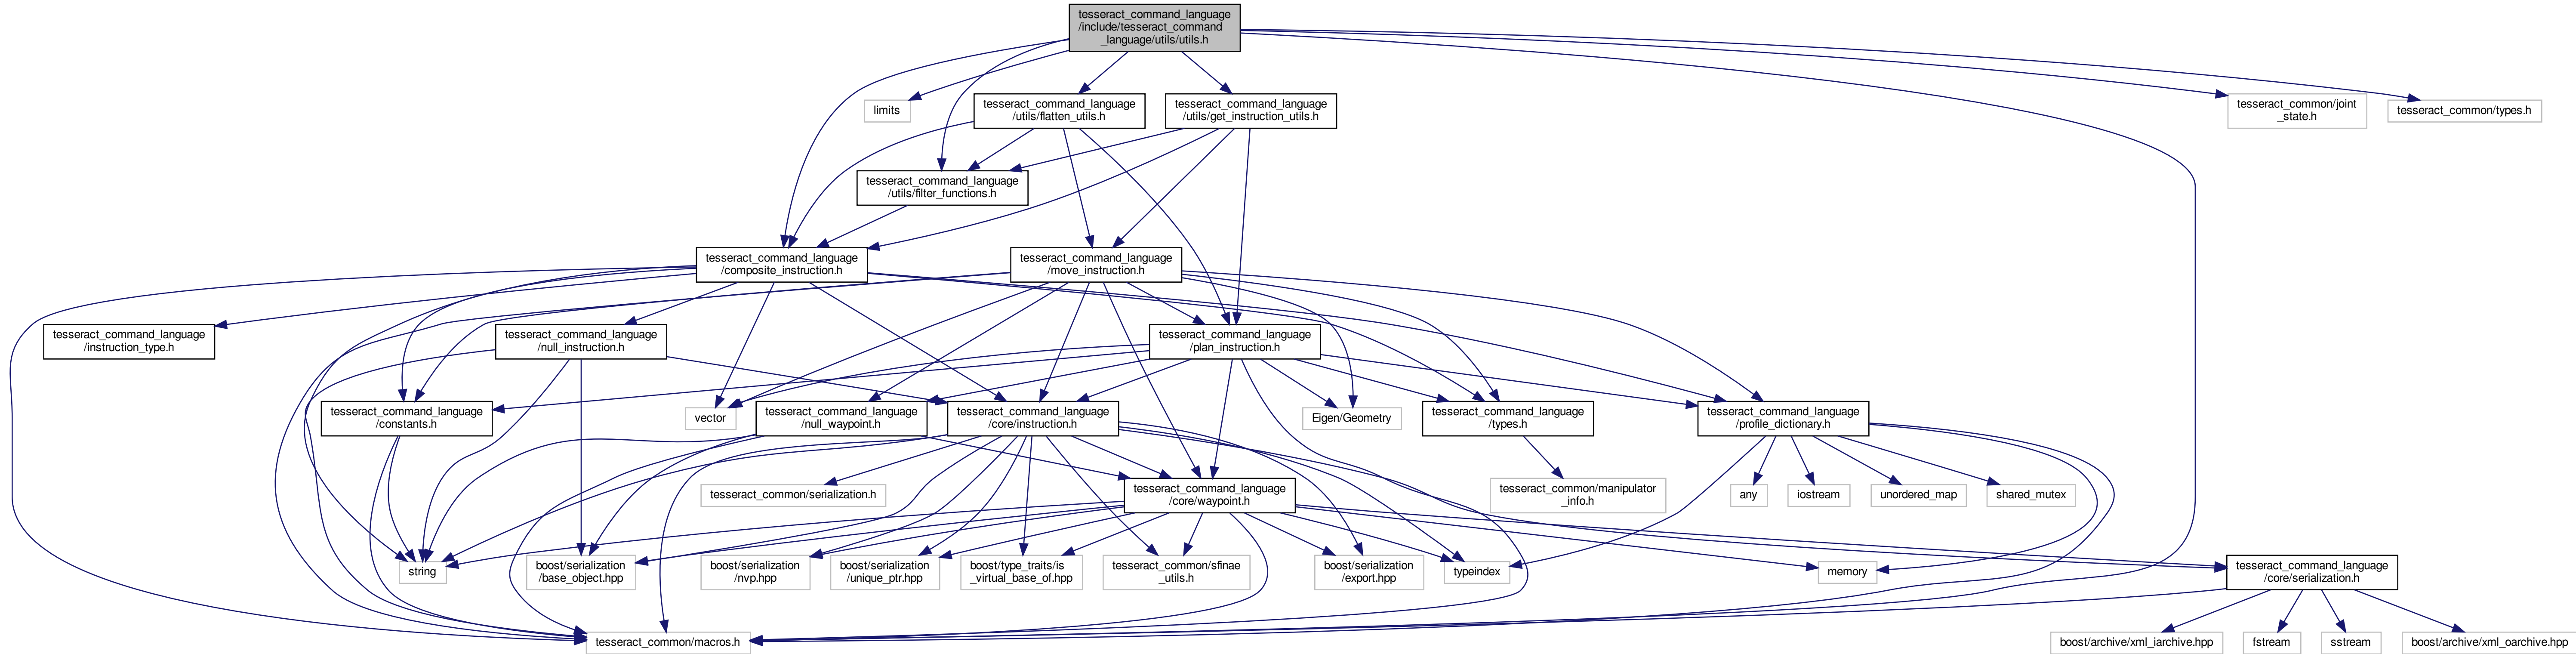 tesseract_command_language
/include/tesseract_command
_language/utils/utils.h
limits
tesseract_command_language
/utils/flatten_utils.h
tesseract_command_language
/utils/get_instruction_utils.h
tesseract_common/joint
_state.h
tesseract_common/types.h
tesseract_command_language
/utils/filter_functions.h
tesseract_command_language
/composite_instruction.h
tesseract_command_language
/move_instruction.h
tesseract_command_language
/instruction_type.h
tesseract_command_language
/null_instruction.h
tesseract_command_language
/plan_instruction.h
tesseract_command_language
/constants.h
vector
tesseract_command_language
/null_waypoint.h
tesseract_command_language
/core/instruction.h
Eigen/Geometry
tesseract_command_language
/types.h
tesseract_command_language
/profile_dictionary.h
tesseract_common/serialization.h
tesseract_command_language
/core/waypoint.h
tesseract_common/manipulator
_info.h
any
iostream
unordered_map
shared_mutex
string
boost/serialization
/base_object.hpp
boost/serialization
/nvp.hpp
boost/serialization
/unique_ptr.hpp
boost/type_traits/is
_virtual_base_of.hpp
tesseract_common/sfinae
_utils.h
boost/serialization
/export.hpp
typeindex
memory
tesseract_command_language
/core/serialization.h
tesseract_common/macros.h
boost/archive/xml_iarchive.hpp
fstream
sstream
boost/archive/xml_oarchive.hpp